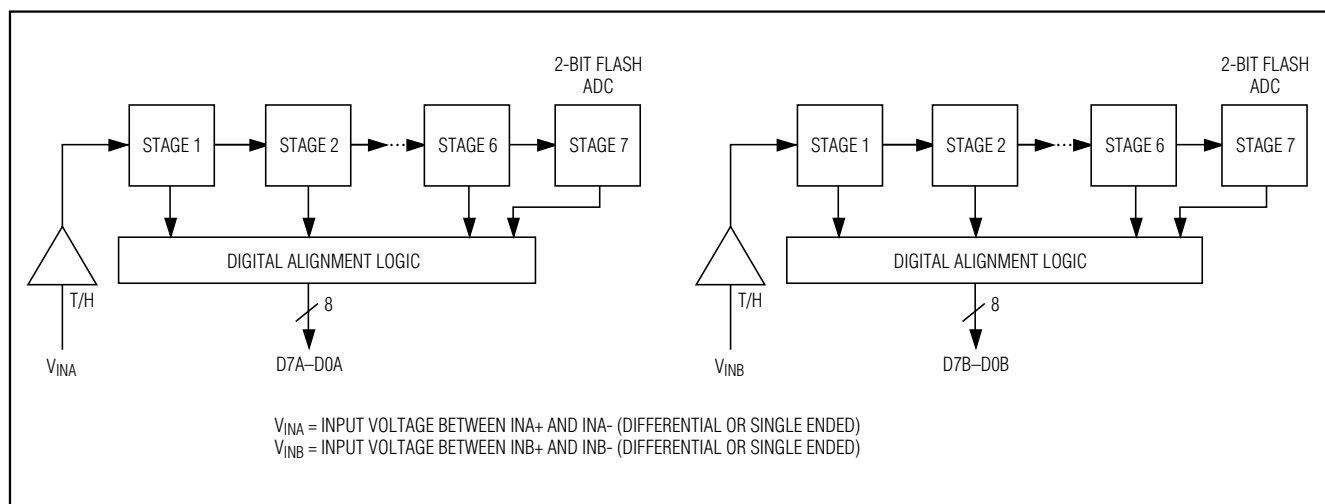 2-BIT FLASH
ADC
STAGE 1
STAGE 2
...
STAGE 6
STAGE 7
DIGITAL ALIGNMENT LOGIC
T/H
8
VINA
D7A–D0A
2-BIT FLASH
ADC
STAGE 1
STAGE 2
...
STAGE 6
STAGE 7
DIGITAL ALIGNMENT LOGIC
T/H
8
VINB
D7B–D0B
VINA = INPUT VOLTAGE BETWEEN INA+ AND INA- (DIFFERENTIAL OR SINGLE ENDED)
VINB = INPUT VOLTAGE BETWEEN INB+ AND INB- (DIFFERENTIAL OR SINGLE ENDED)